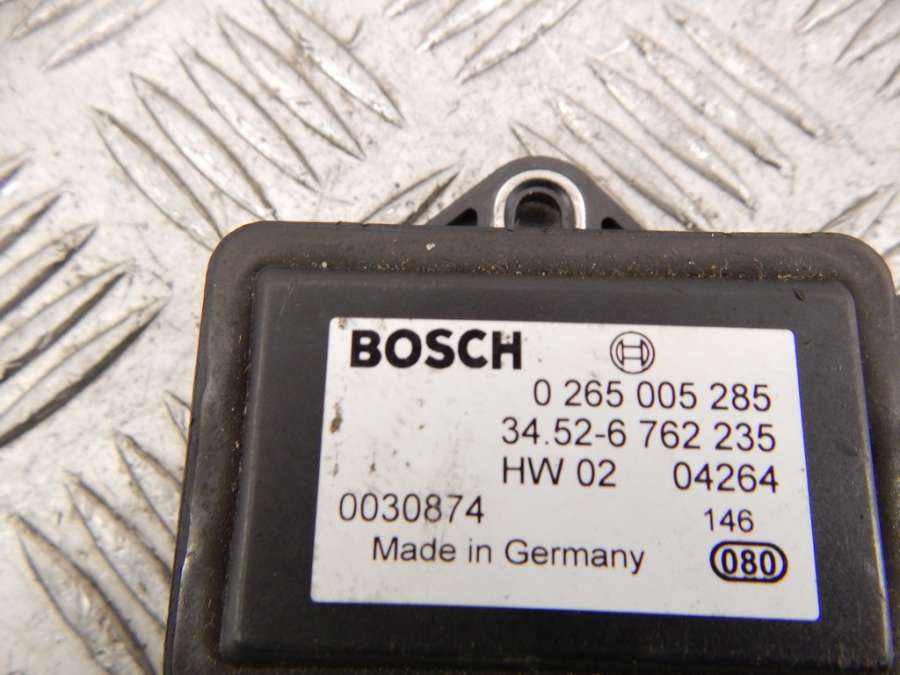 BOSCH
0 265 005 285
34.52-6 762 235
HW 02 04264
0030874 146
Made in Germany 080